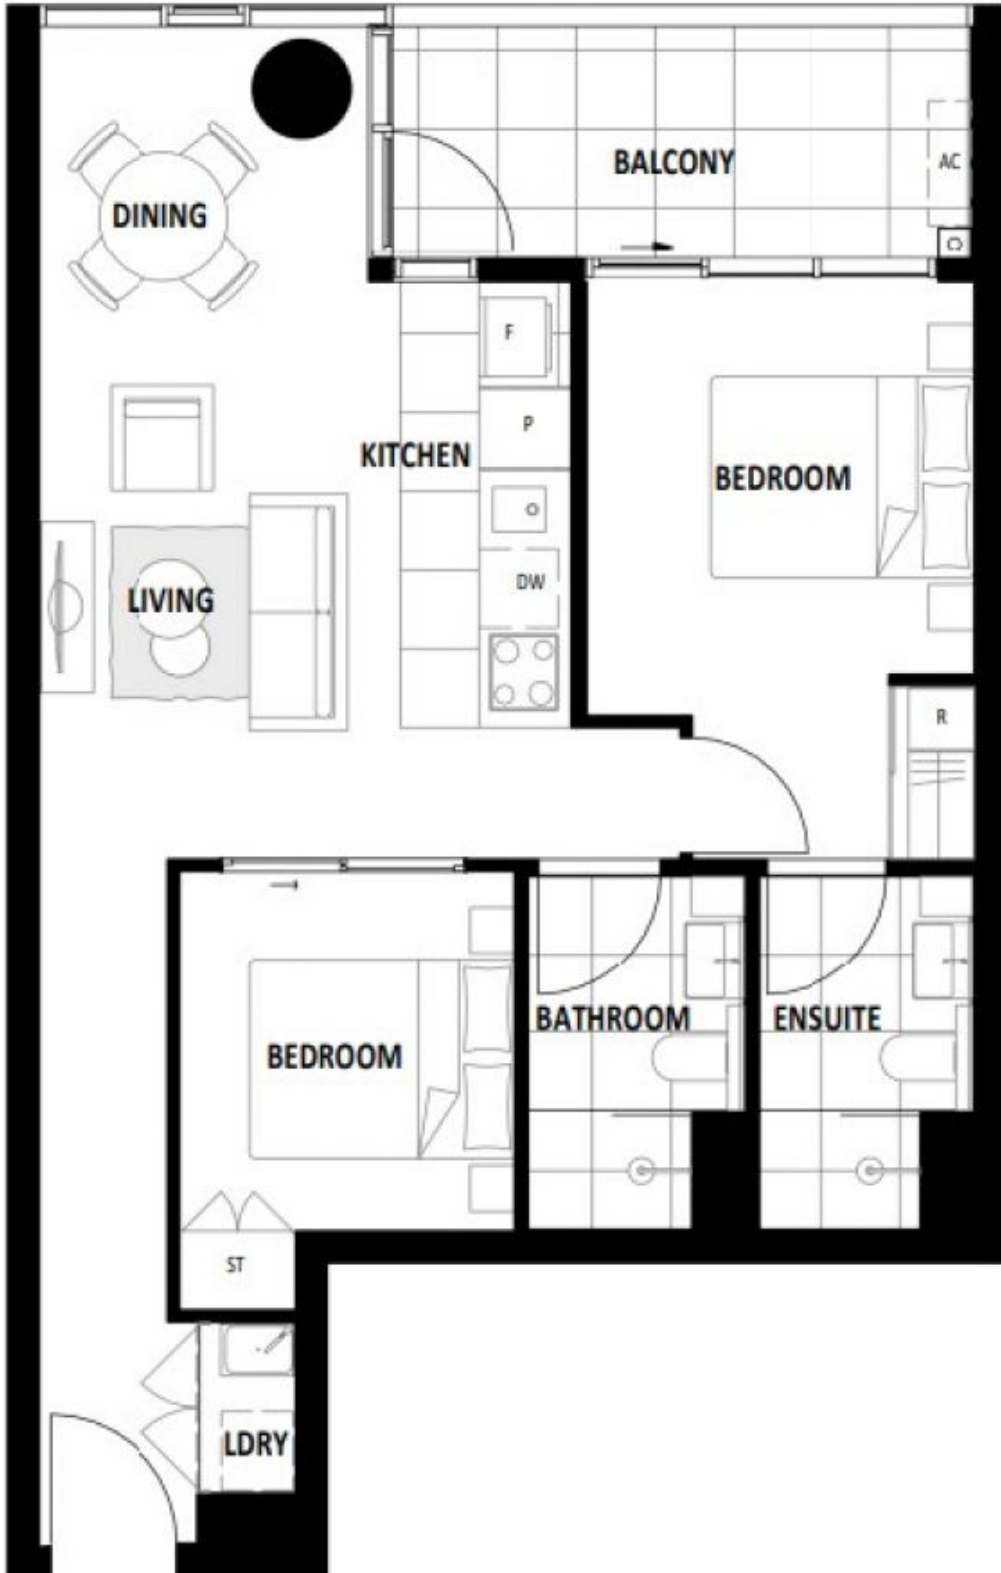 BALCONY
AC
DINING
F
P
KITCHEN
BEDROOM
DW
LIVING
R
BATHROOM
ENSUITE
BEDROOM
ST
LDRY